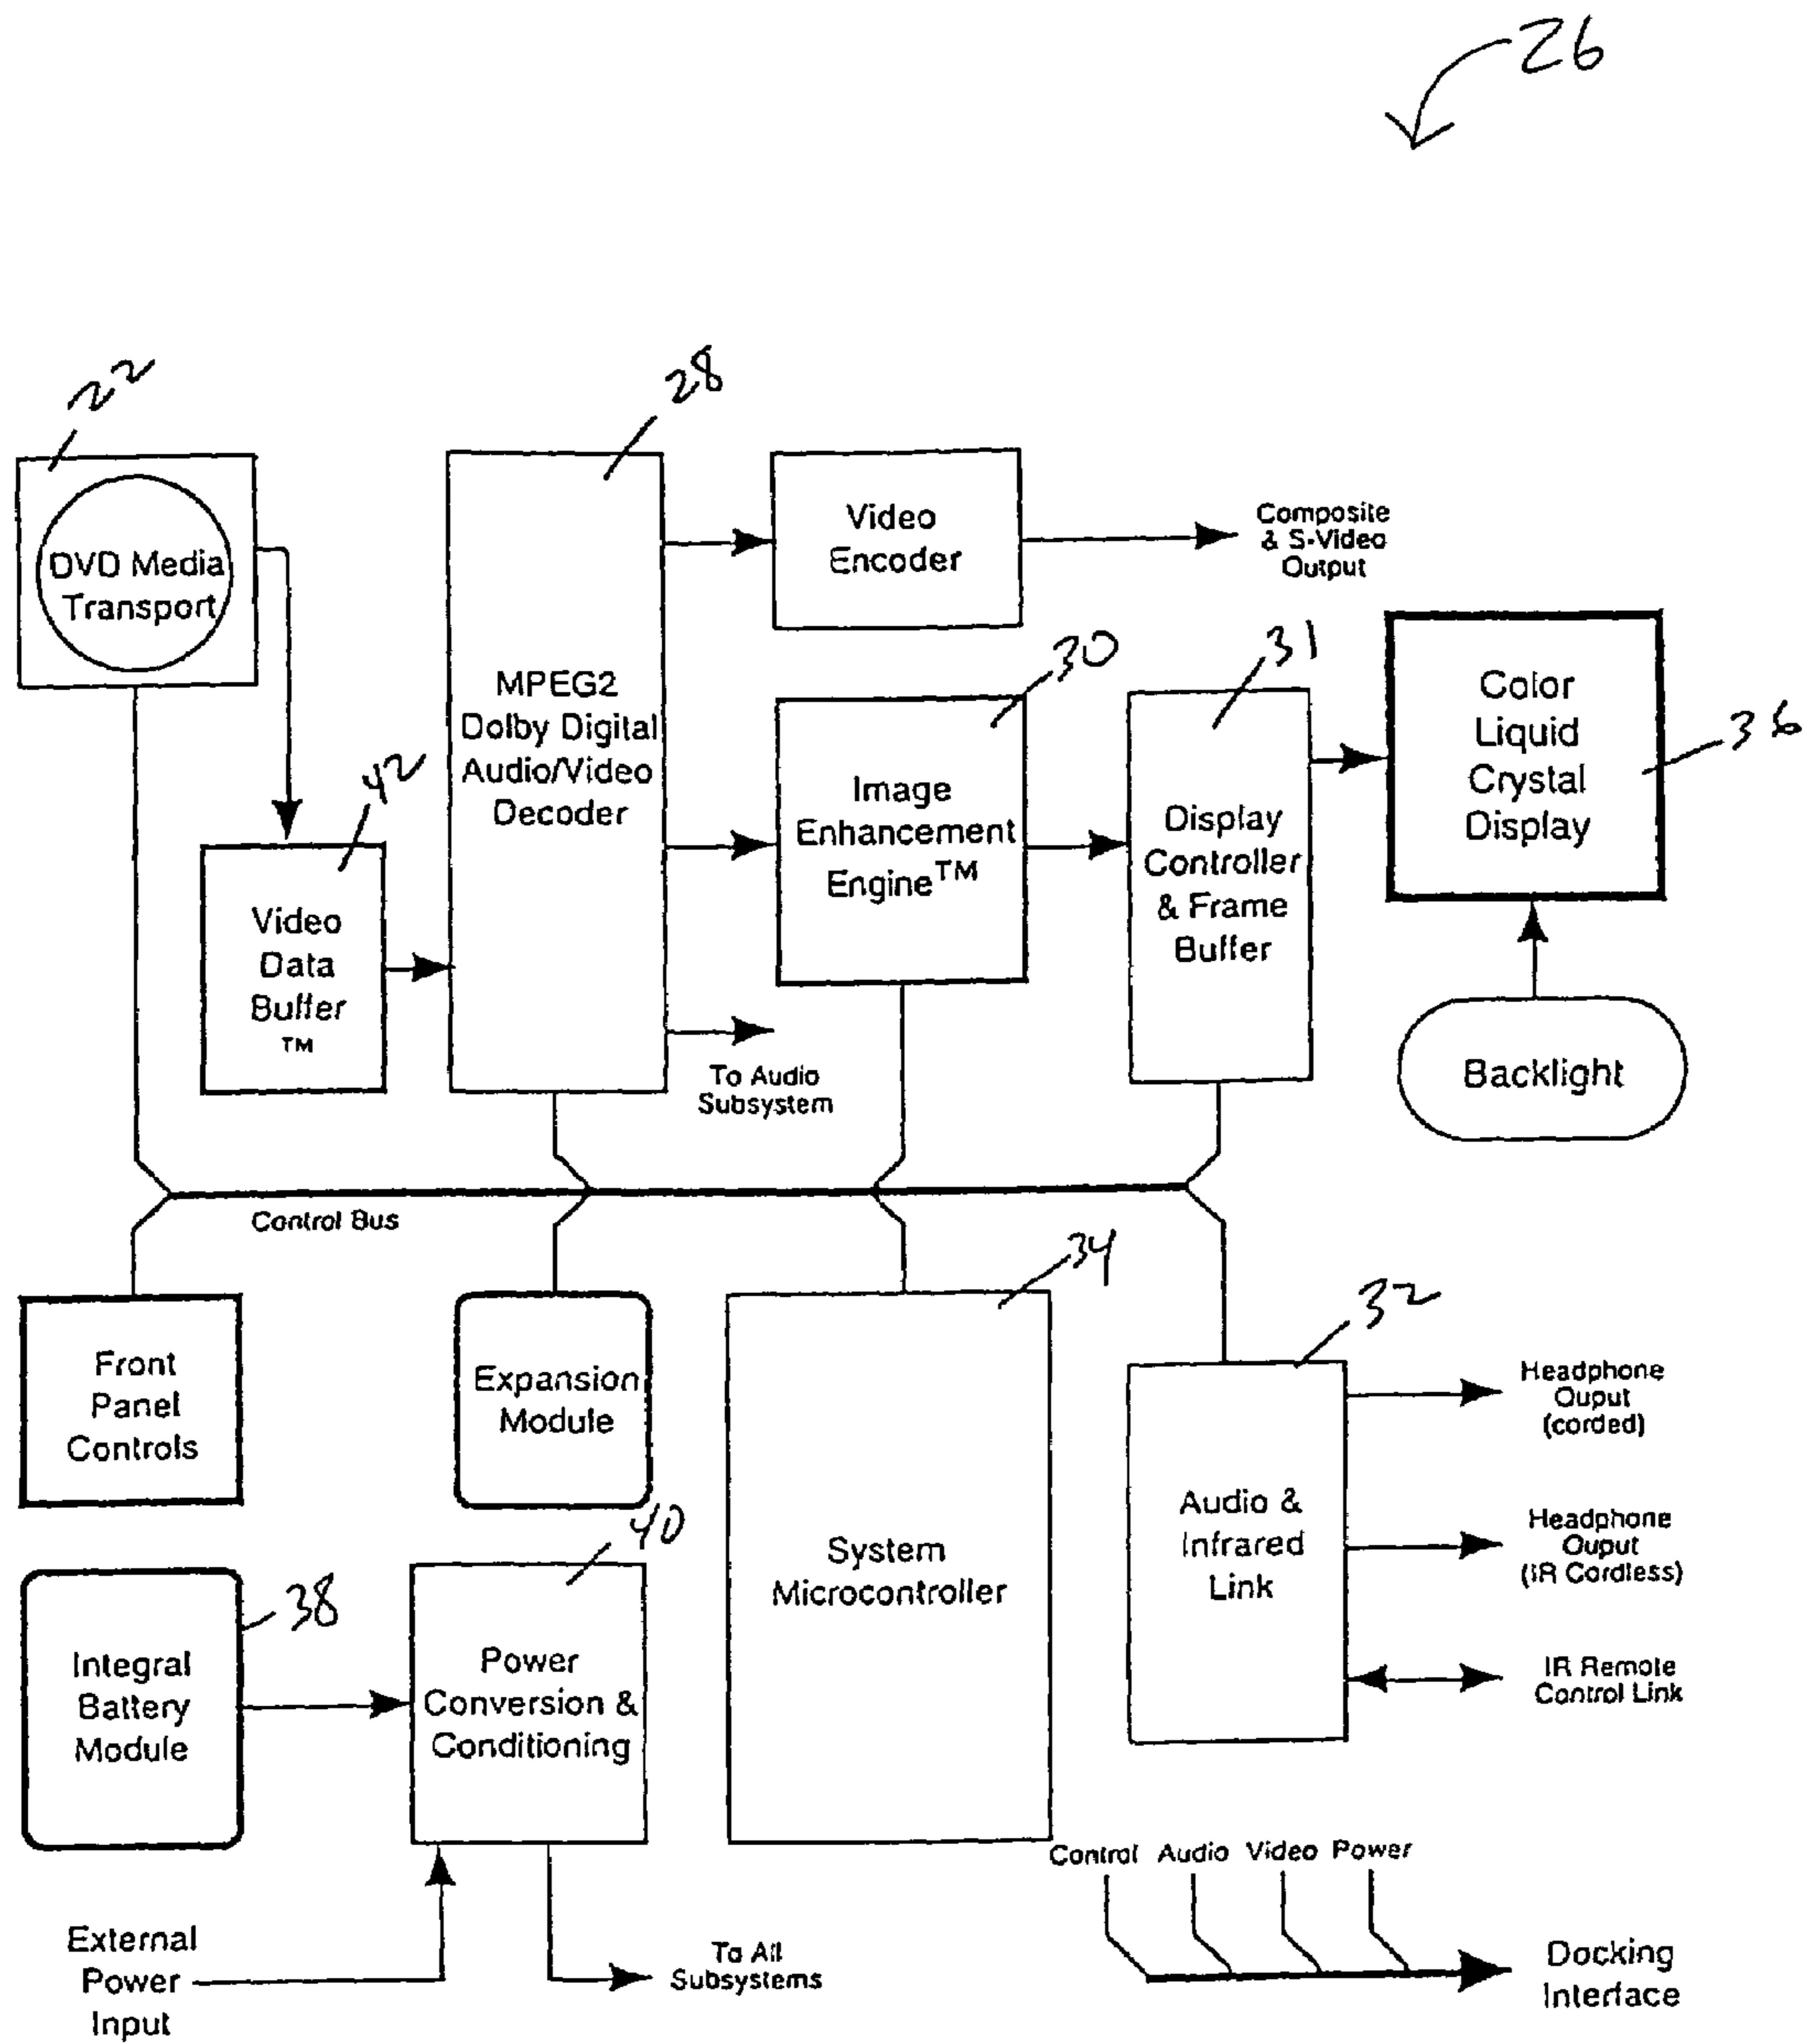 26
22
DVD Media
Transport
28
MPEG2
Dolby Digital
Audio/Video
Decoder
Video
Encoder
Composite
& S-Video
Output
42
Video
Data
Buffer
TM
30
Image
Enhancement
Engine™
31
Display
Controller
& Frame
Buffer
Color
Liquid
Crystal
Display
36
Backlight
To Audio
Subsystem
Control Bus
Front
Panel
Controls
Expansion
Module
34
System
Microcontroller
32
Audio &
Infrared
Link
Headphone
Ouput
(corded)
Headphone
Ouput
(IR Cordless)
IR Remote
Control Link
38
Integral
Battery
Module
40
Power
Conversion &
Conditioning
External
Power
Input
To All
Subsystems
Control Audio Video Power
Docking
Interface